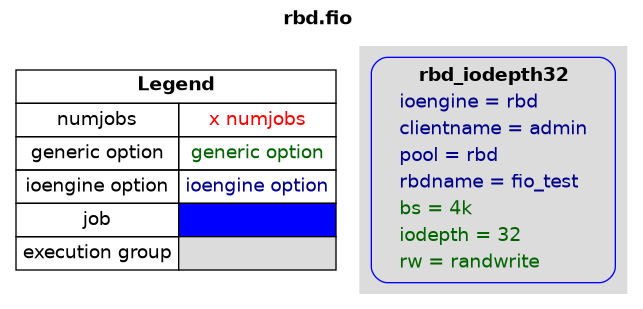 rbd.fio
Legend
numjobs x numjobs
generic option generic option
ioengine option ioengine option
job
execution group
rbd_iodepth32
ioengine = rbd
clientname = admin
pool = rbd
rbdname = fio_test
bs = 4k
iodepth = 32
rw = randwrite